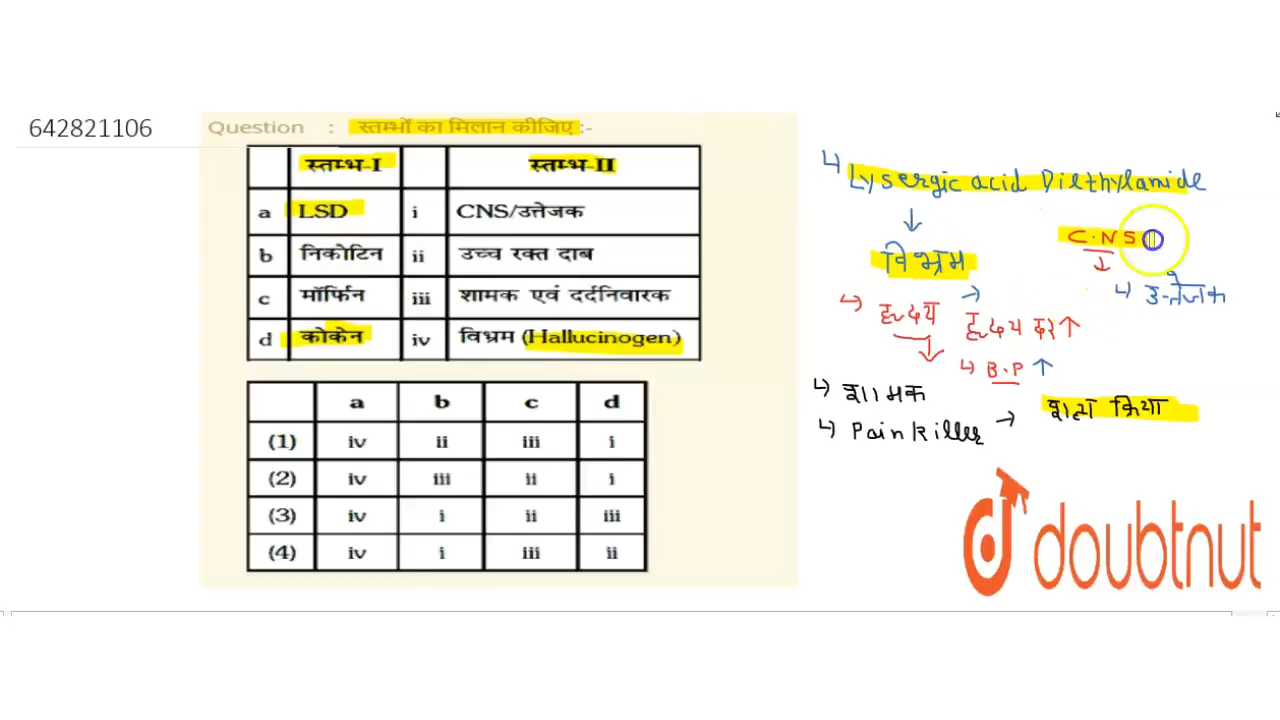 642821106
Question : स्तम्भों का मिलान कीजिए :-
स्तम्भ-I स्तम्भ-II
a LSD i CNS/उत्तेजक
b निकोटिन ii उच्च रक्त दाब
c मॉर्फिन iii शामक एवं दर्दनिवारक
d कोकेन iv विभ्रम (Hallucinogen)
a b c d
(1) iv ii iii i
(2) iv iii ii i
(3) iv i ii iii
(4) iv i iii ii
Lysergic acid Diethylamide
विभ्रम
C.N.S
उत्तेजक
हृदय हृदय दर ↑
B.P ↑
शामक
Painkiller → शल्य क्रिया
doubtnut